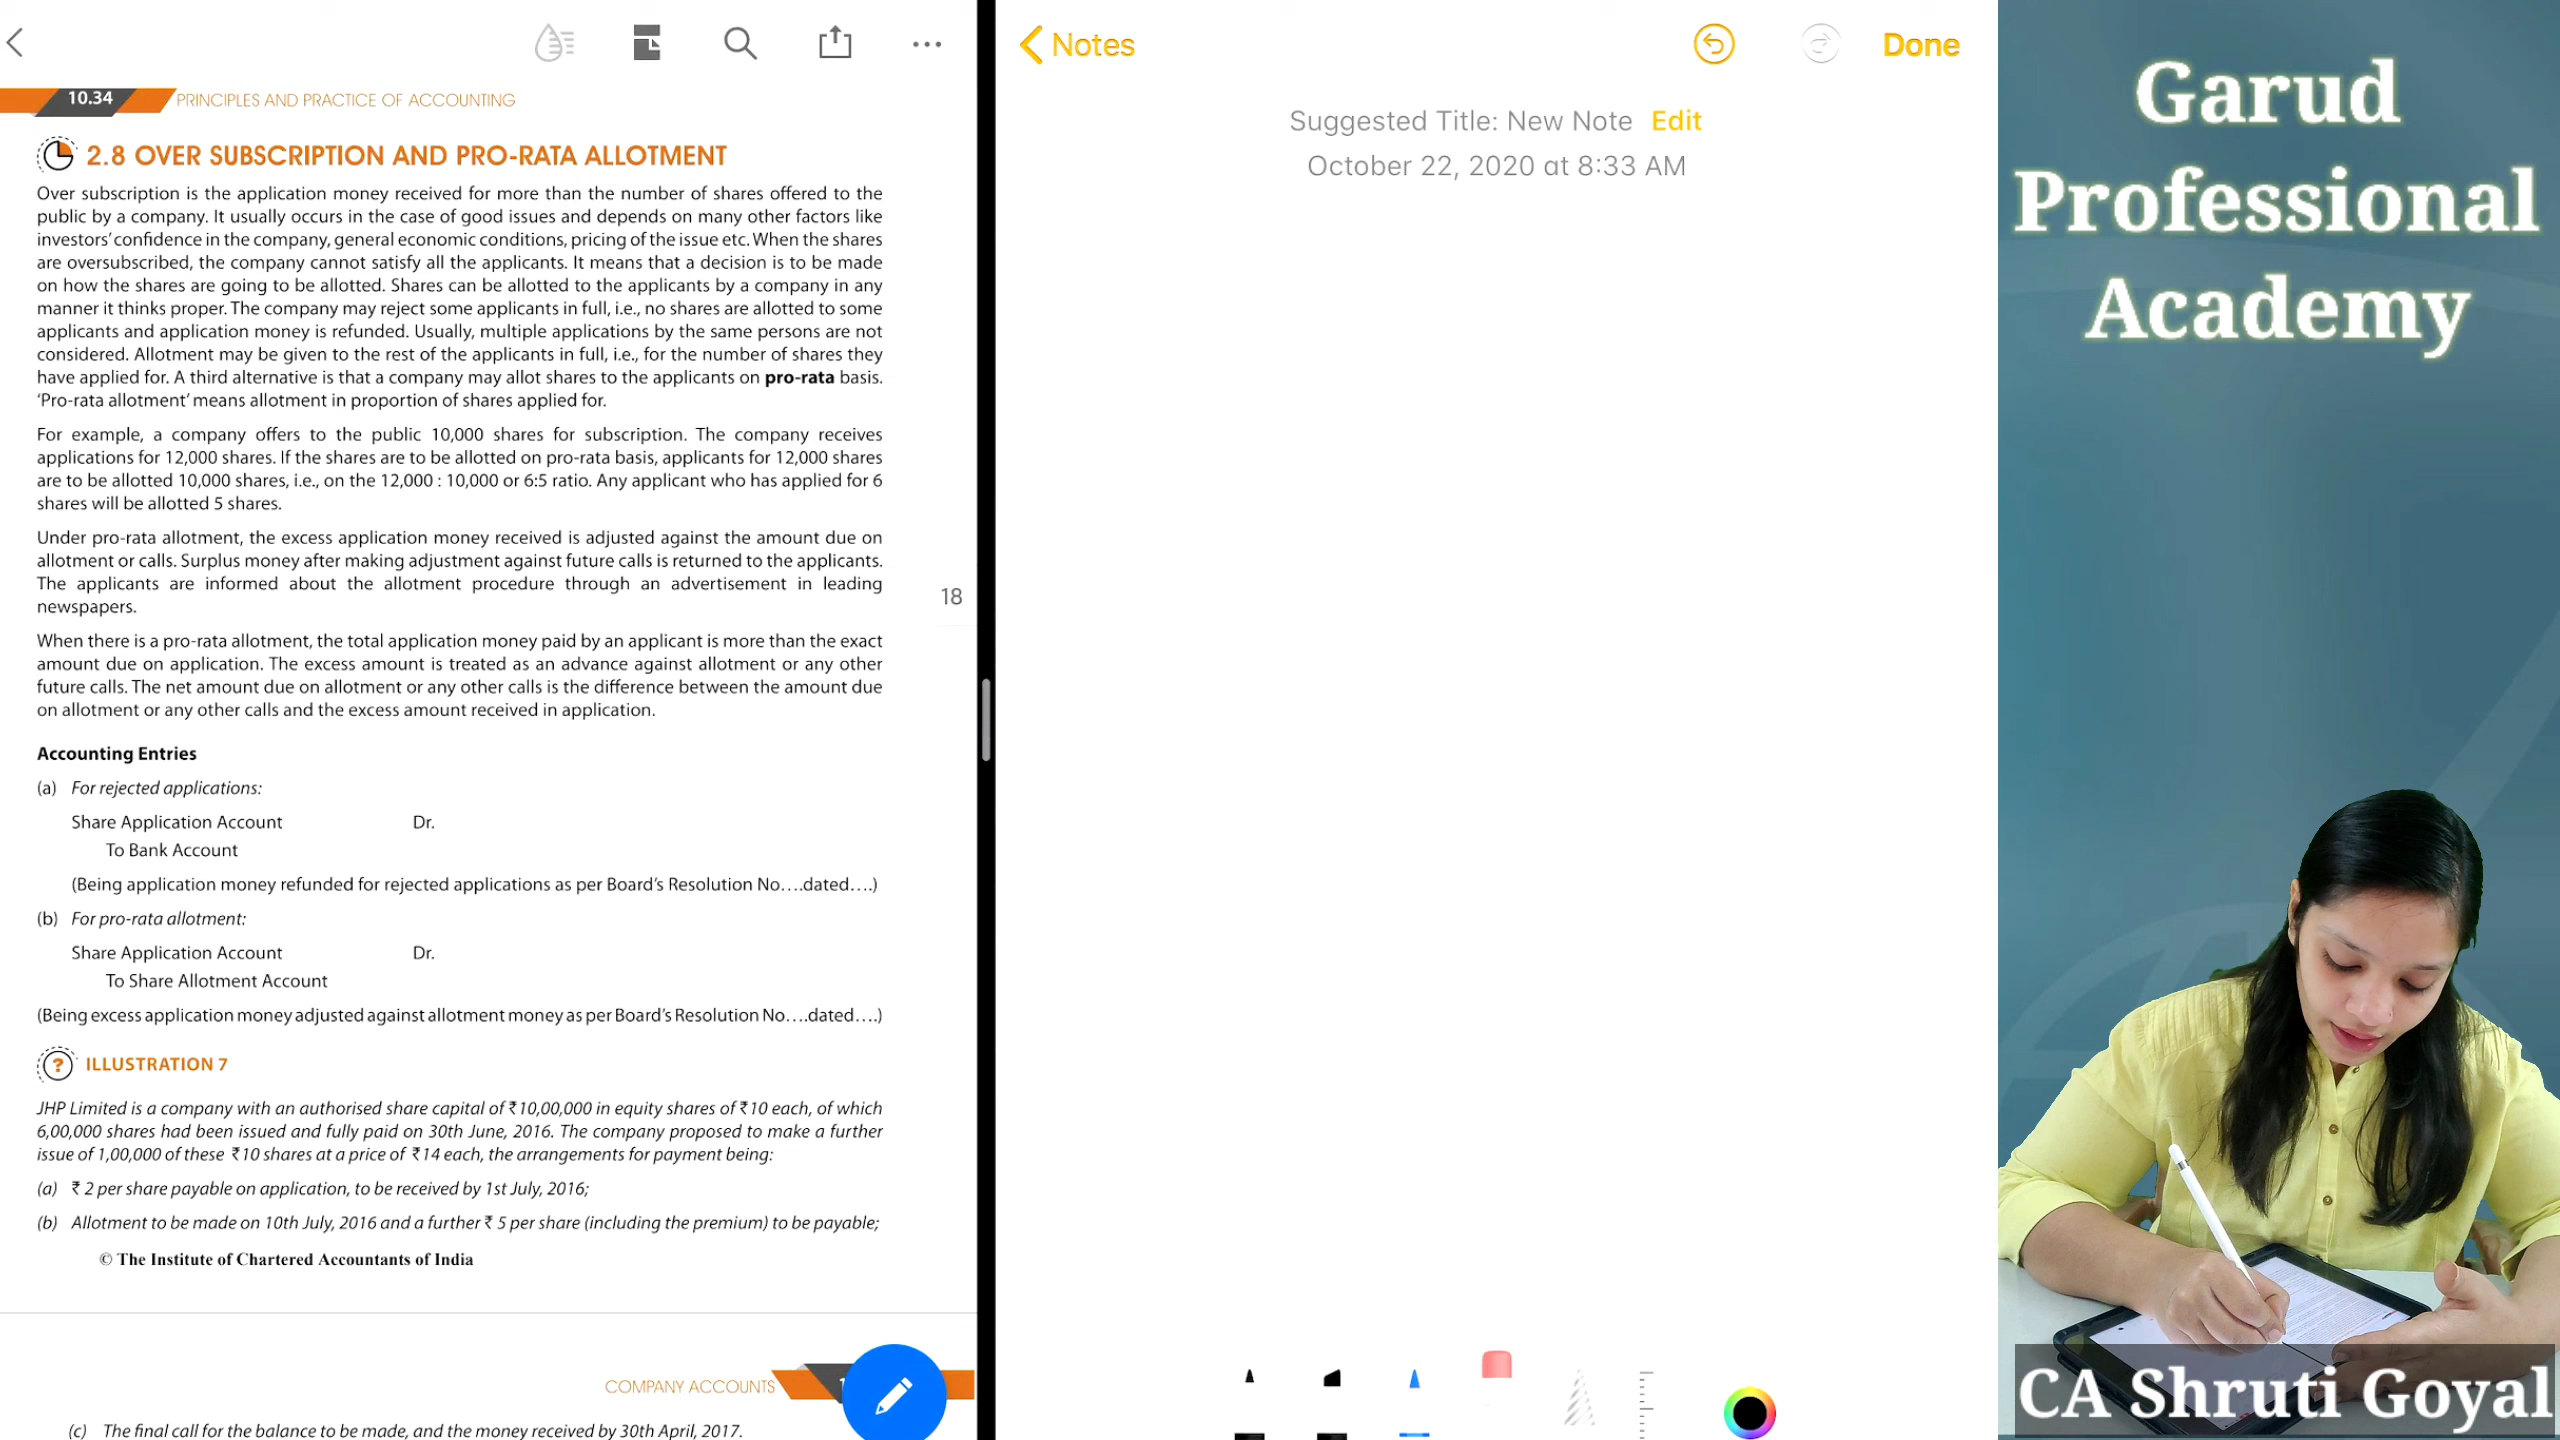 10.34 PRINCIPLES AND PRACTICE OF ACCOUNTING
2.8 OVER SUBSCRIPTION AND PRO-RATA ALLOTMENT
Over subscription is the application money received for more than the number of shares offered to the
public by a company. It usually occurs in the case of good issues and depends on many other factors like
investors’ confidence in the company, general economic conditions, pricing of the issue etc. When the shares
are oversubscribed, the company cannot satisfy all the applicants. It means that a decision is to be made
on how the shares are going to be allotted. Shares can be allotted to the applicants by a company in any
manner it thinks proper. The company may reject some applicants in full, i.e., no shares are allotted to some
applicants and application money is refunded. Usually, multiple applications by the same persons are not
considered. Allotment may be given to the rest of the applicants in full, i.e., for the number of shares they
have applied for. A third alternative is that a company may allot shares to the applicants on pro-rata basis.
‘Pro-rata allotment’ means allotment in proportion of shares applied for.
For example, a company offers to the public 10,000 shares for subscription. The company receives
applications for 12,000 shares. If the shares are to be allotted on pro-rata basis, applicants for 12,000 shares
are to be allotted 10,000 shares, i.e., on the 12,000 : 10,000 or 6:5 ratio. Any applicant who has applied for 6
shares will be allotted 5 shares.
Under pro-rata allotment, the excess application money received is adjusted against the amount due on
allotment or calls. Surplus money after making adjustment against future calls is returned to the applicants.
The applicants are informed about the allotment procedure through an advertisement in leading
newspapers.
18
When there is a pro-rata allotment, the total application money paid by an applicant is more than the exact
amount due on application. The excess amount is treated as an advance against allotment or any other
future calls. The net amount due on allotment or any other calls is the difference between the amount due
on allotment or any other calls and the excess amount received in application.
Accounting Entries
(a) For rejected applications:
Share Application Account Dr.
To Bank Account
(Being application money refunded for rejected applications as per Board’s Resolution No….dated….)
(b) For pro-rata allotment:
Share Application Account Dr.
To Share Allotment Account
(Being excess application money adjusted against allotment money as per Board’s Resolution No….dated….)
? ILLUSTRATION 7
JHP Limited is a company with an authorised share capital of ₹10,00,000 in equity shares of ₹10 each, of which
6,00,000 shares had been issued and fully paid on 30th June, 2016. The company proposed to make a further
issue of 1,00,000 of these ₹10 shares at a price of ₹14 each, the arrangements for payment being:
(a) ₹ 2 per share payable on application, to be received by 1st July, 2016;
(b) Allotment to be made on 10th July, 2016 and a further ₹ 5 per share (including the premium) to be payable;
© The Institute of Chartered Accountants of India
COMPANY ACCOUNTS
(c) The final call for the balance to be made, and the money received by 30th April, 2017.
Notes
Done
Suggested Title: New Note Edit
October 22, 2020 at 8:33 AM
Garud
Professional
Academy
CA Shruti Goyal